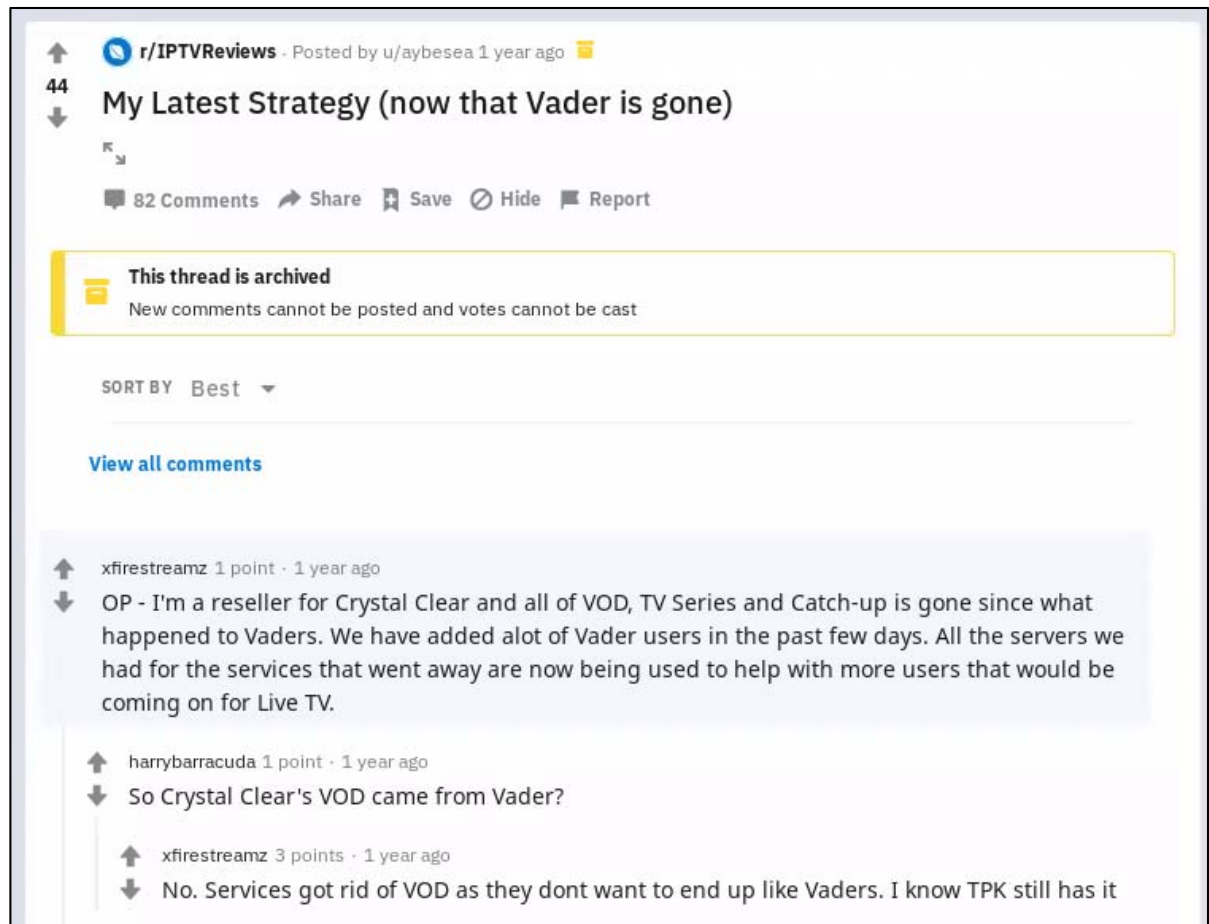 r/IPTVReviews · Posted by u/aybesea 1 year ago
44
My Latest Strategy (now that Vader is gone)
82 Comments Share Save Hide Report
This thread is archived
New comments cannot be posted and votes cannot be cast
SORT BY Best
View all comments
xfirestreamz 1 point · 1 year ago
OP - I'm a reseller for Crystal Clear and all of VOD, TV Series and Catch-up is gone since what
happened to Vaders. We have added alot of Vader users in the past few days. All the servers we
had for the services that went away are now being used to help with more users that would be
coming on for Live TV.
harrybarracuda 1 point · 1 year ago
So Crystal Clear's VOD came from Vader?
xfirestreamz 3 points · 1 year ago
No. Services got rid of VOD as they dont want to end up like Vaders. I know TPK still has it